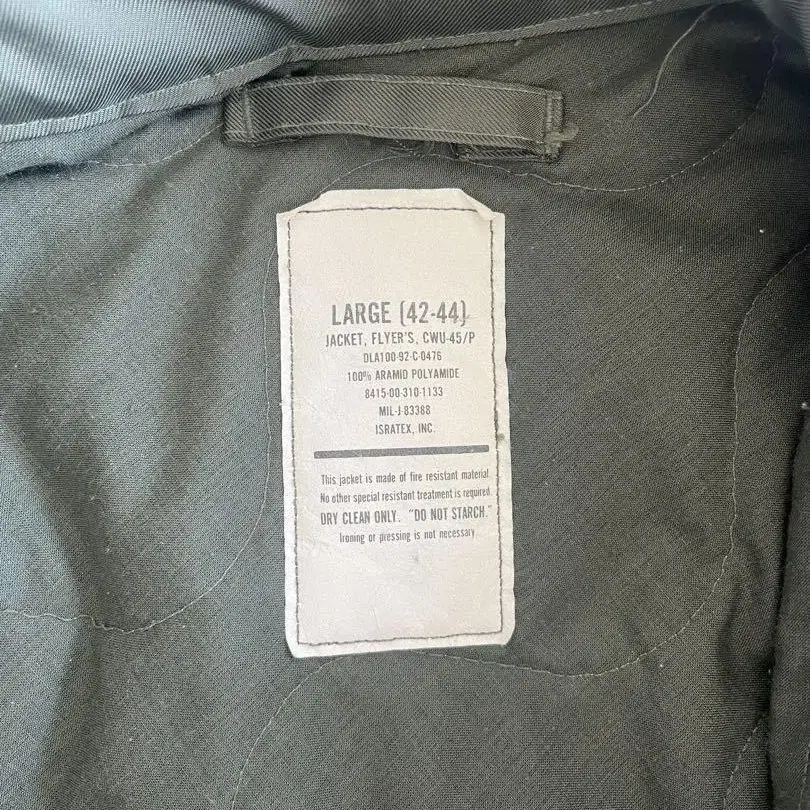 LARGE (42-44)
JACKET, FLYER'S, CWU-45/P
DLA100-92-C-0476
100% ARAMID POLYAMIDE
8415-00-310-1133
MIL-J-83388
ISRATEX, INC.
This jacket is made of fire resistant material.
No other special resistant treatment is required.
DRY CLEAN ONLY. "DO NOT STARCH."
Ironing or pressing is not necessary